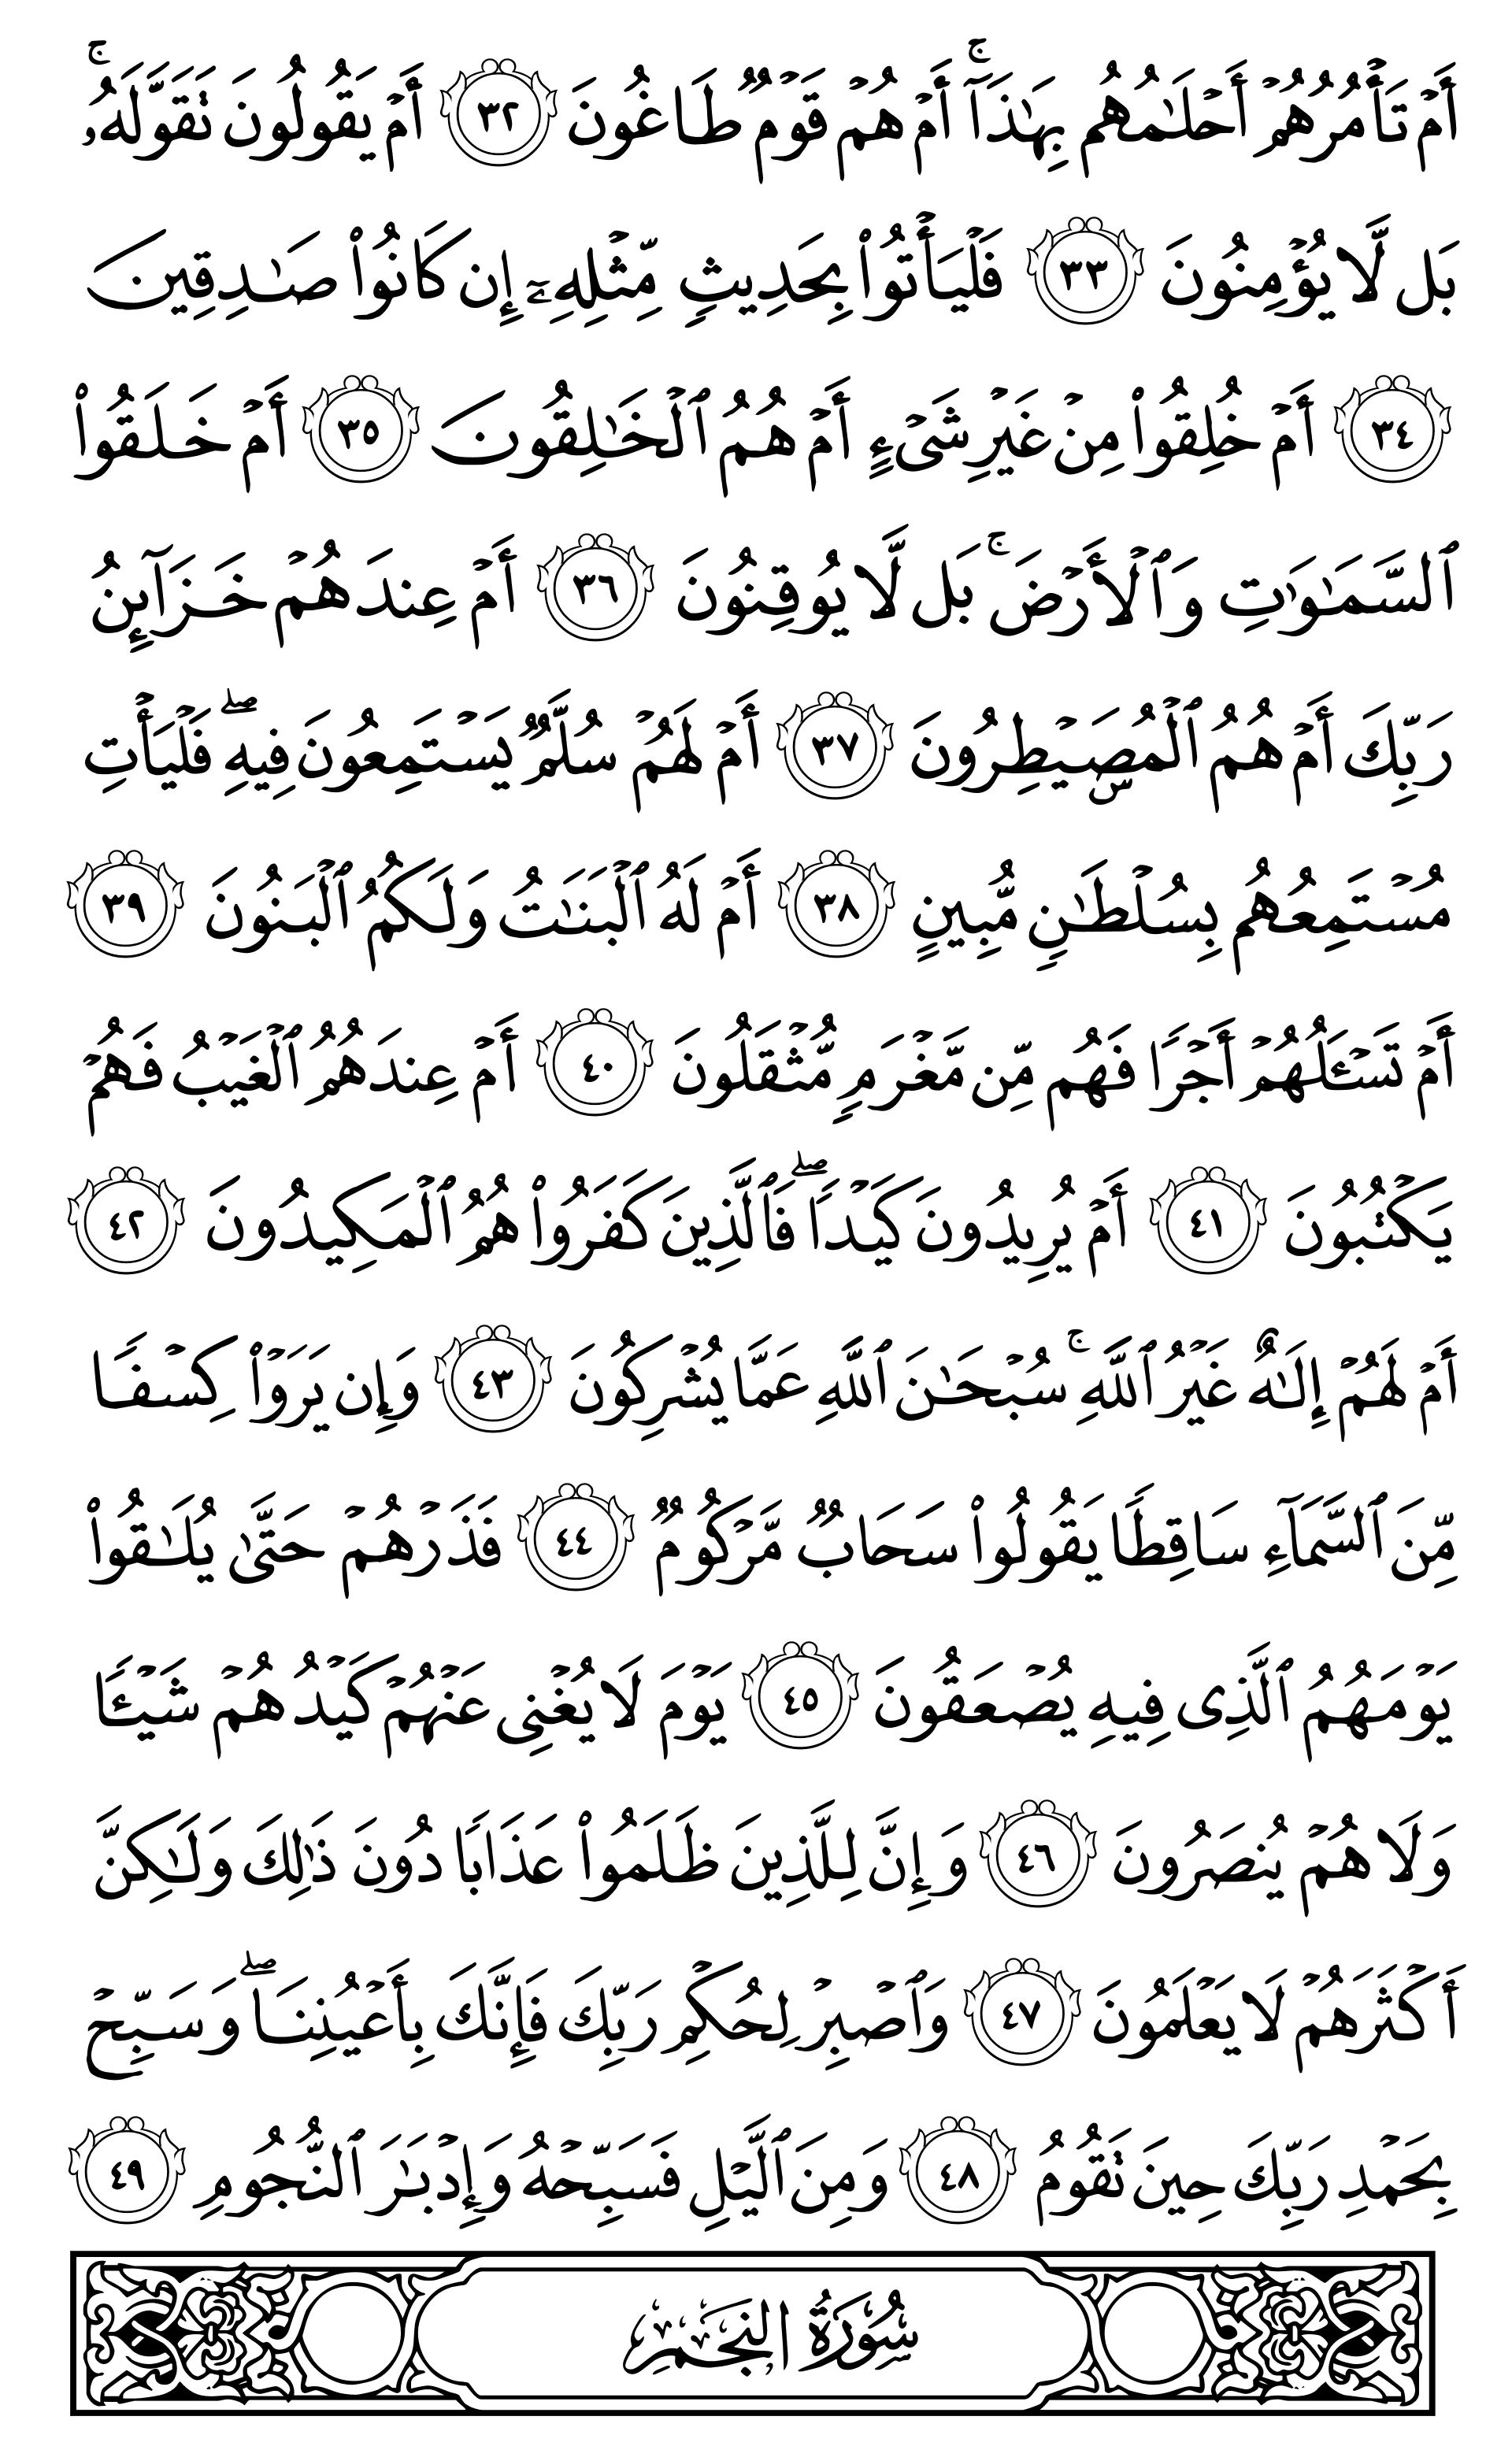 أَمۡ تَأۡمُرُهُمۡ أَحۡلَٰمُهُم بِهَٰذَآۚ أَمۡ هُمۡ قَوۡمٞ طَاغُونَ ٣٢ أَمۡ يَقُولُونَ تَقَوَّلَهُۥۚ
بَل لَّا يُؤۡمِنُونَ ٣٣ فَلۡيَأۡتُواْ بِحَدِيثٖ مِّثۡلِهِۦٓ إِن كَانُواْ صَٰدِقِينَ
٣٤ أَمۡ خُلِقُواْ مِنۡ غَيۡرِ شَيۡءٍ أَمۡ هُمُ ٱلۡخَٰلِقُونَ ٣٥ أَمۡ خَلَقُواْ
ٱلسَّمَٰوَٰتِ وَٱلۡأَرۡضَۚ بَل لَّا يُوقِنُونَ ٣٦ أَمۡ عِندَهُمۡ خَزَآئِنُ
رَبِّكَ أَمۡ هُمُ ٱلۡمُصَۜيۡطِرُونَ ٣٧ أَمۡ لَهُمۡ سُلَّمٞ يَسۡتَمِعُونَ فِيهِۖ فَلۡيَأۡتِ
مُسۡتَمِعُهُم بِسُلۡطَٰنٖ مُّبِينٍ ٣٨ أَمۡ لَهُ ٱلۡبَنَٰتُ وَلَكُمُ ٱلۡبَنُونَ ٣٩
أَمۡ تَسۡـَٔلُهُمۡ أَجۡرٗا فَهُم مِّن مَّغۡرَمٖ مُّثۡقَلُونَ ٤٠ أَمۡ عِندَهُمُ ٱلۡغَيۡبُ فَهُمۡ
يَكۡتُبُونَ ٤١ أَمۡ يُرِيدُونَ كَيۡدٗاۖ فَٱلَّذِينَ كَفَرُواْ هُمُ ٱلۡمَكِيدُونَ ٤٢
أَمۡ لَهُمۡ إِلَٰهٌ غَيۡرُ ٱللَّهِۚ سُبۡحَٰنَ ٱللَّهِ عَمَّا يُشۡرِكُونَ ٤٣ وَإِن يَرَوۡاْ كِسۡفٗا
مِّنَ ٱلسَّمَآءِ سَاقِطٗا يَقُولُواْ سَحَابٞ مَّرۡكُومٞ ٤٤ فَذَرۡهُمۡ حَتَّىٰ يُلَٰقُواْ
يَوۡمَهُمُ ٱلَّذِي فِيهِ يُصۡعَقُونَ ٤٥ يَوۡمَ لَا يُغۡنِي عَنۡهُمۡ كَيۡدُهُمۡ شَيۡـٔٗا
وَلَا هُمۡ يُنصَرُونَ ٤٦ وَإِنَّ لِلَّذِينَ ظَلَمُواْ عَذَابٗا دُونَ ذَٰلِكَ وَلَٰكِنَّ
أَكۡثَرَهُمۡ لَا يَعۡلَمُونَ ٤٧ وَٱصۡبِرۡ لِحُكۡمِ رَبِّكَ فَإِنَّكَ بِأَعۡيُنِنَاۖ وَسَبِّحۡ
بِحَمۡدِ رَبِّكَ حِينَ تَقُومُ ٤٨ وَمِنَ ٱلَّيۡلِ فَسَبِّحۡهُ وَإِدۡبَٰرَ ٱلنُّجُومِ ٤٩
سُورَةُ النَّجْمِ